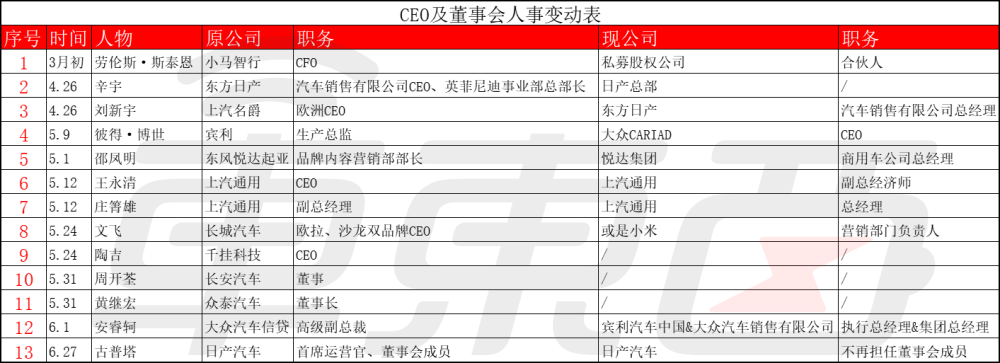 CEO及董事会人事变动表
序号 时间 人物 原公司 职务 现公司 职务
1 3月初 劳伦斯·斯泰恩 小马智行 CFO 私募股权公司 合伙人
2 4.26 辛宇 东方日产 汽车销售有限公司CEO、英菲尼迪事业部总部长 日产总部 /
3 4.26 刘新宇 上汽名爵 欧洲CEO 东方日产 汽车销售有限公司总经理
4 5.9 彼得·博世 宾利 生产总监 大众CARIAD CEO
5 5.1 邵凤明 东风悦达起亚 品牌内容营销部部长 悦达集团 商用车公司总经理
6 5.12 王永清 上汽通用 CEO 上汽通用 副总经济师
7 5.12 庄菁雄 上汽通用 副总经理 上汽通用 总经理
8 5.24 文飞 长城汽车 欧拉、沙龙双品牌CEO 或是小米 营销部门负责人
9 5.24 陶吉 千挂科技 CEO / /
10 5.31 周开荃 长安汽车 董事 / /
11 5.31 黄继宏 众泰汽车 董事长 / /
12 6.1 安睿轲 大众汽车信贷 高级副总裁 宾利汽车中国&大众汽车销售有限公司 执行总经理&集团总经理
13 6.27 古普塔 日产汽车 首席运营官、董事会成员 日产汽车 不再担任董事会成员
车东西